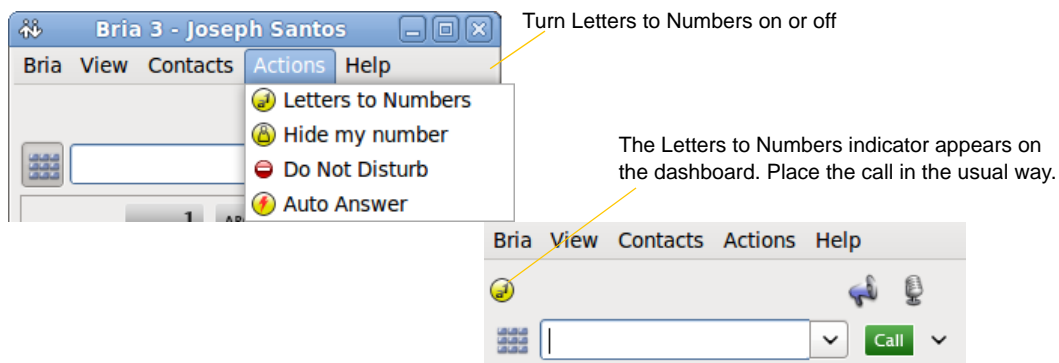 Bria 3 - Joseph Santos
Turn Letters to Numbers on or off
Bria View Contacts Actions Help
Letters to Numbers
Hide my number
Do Not Disturb
Auto Answer
1
The Letters to Numbers indicator appears on
the dashboard. Place the call in the usual way.
Bria View Contacts Actions Help
Call